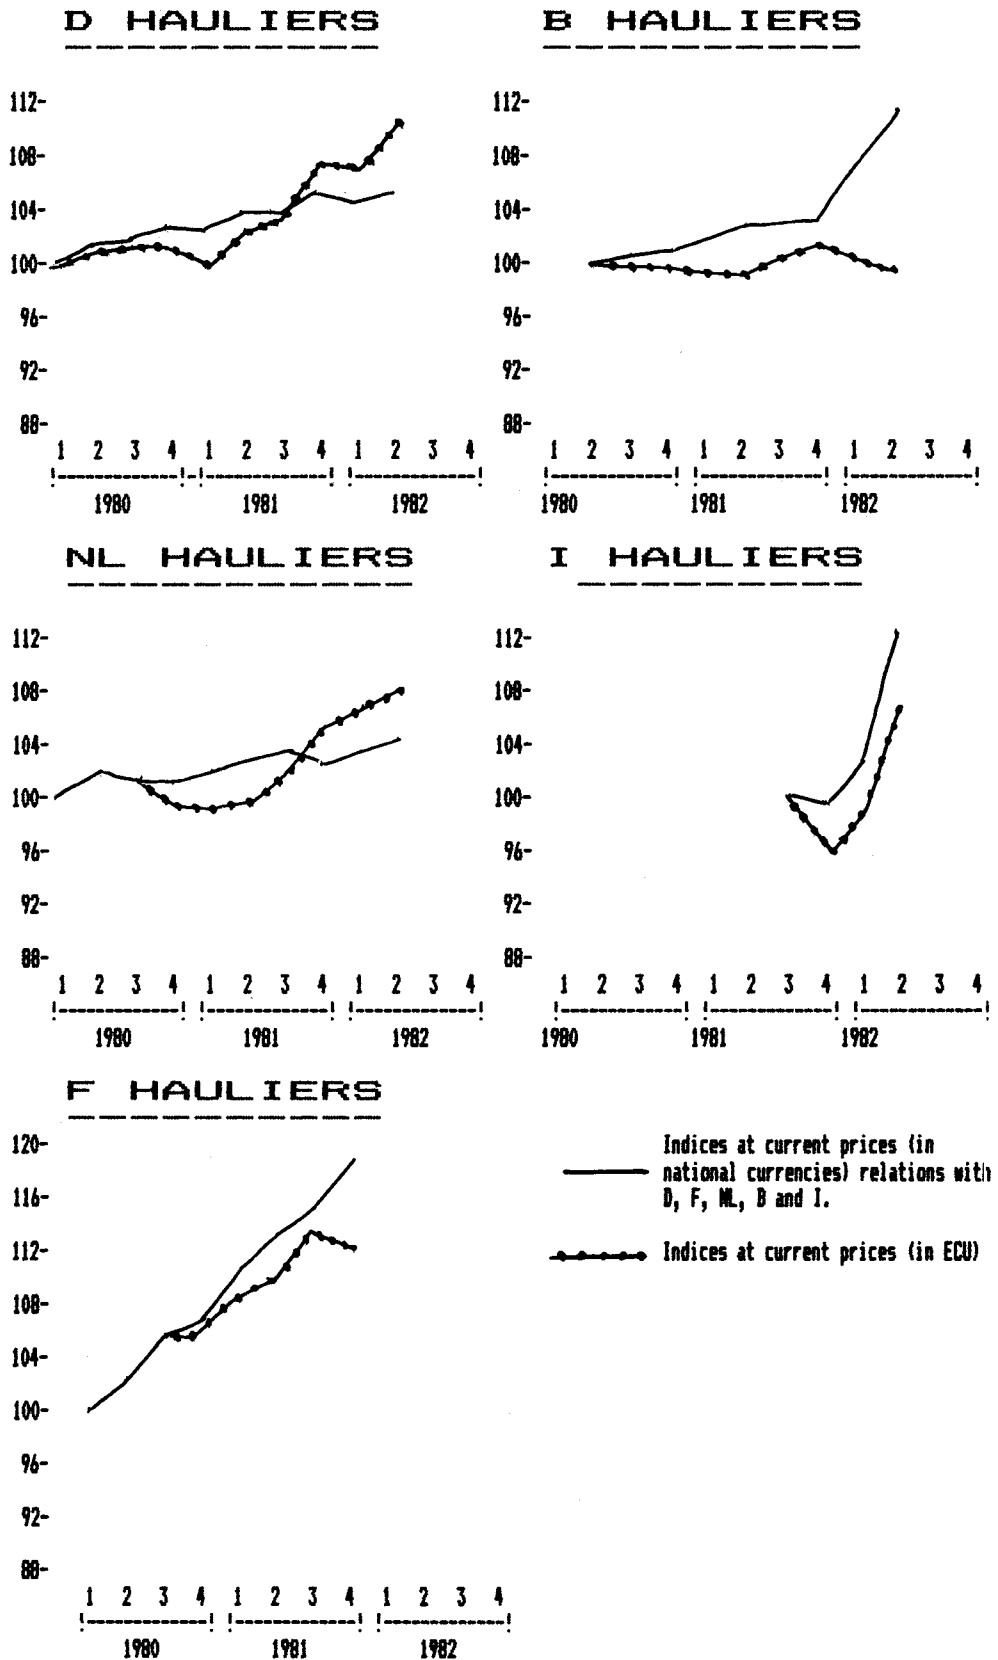 D HAULIERS
112-
108-
104-
100-
96-
92-
88-
1 2 3 4 1 2 3 4 1 2 3 4
1980 1981 1982
B HAULIERS
112-
108-
104-
100-
96-
92-
88-
1 2 3 4 1 2 3 4 1 2 3 4
1980 1981 1982
NL HAULIERS
112-
108-
104-
100-
96-
92-
88-
1 2 3 4 1 2 3 4 1 2 3 4
1980 1981 1982
I HAULIERS
112-
108-
104-
100-
96-
92-
88-
1 2 3 4 1 2 3 4 1 2 3 4
1980 1981 1982
F HAULIERS
120-
116-
112-
108-
104-
100-
96-
92-
88-
1 2 3 4 1 2 3 4 1 2 3 4
1980 1981 1982
Indices at current prices (in
national currencies) relations with
D, F, NL, B and I.
Indices at current prices (in ECU)